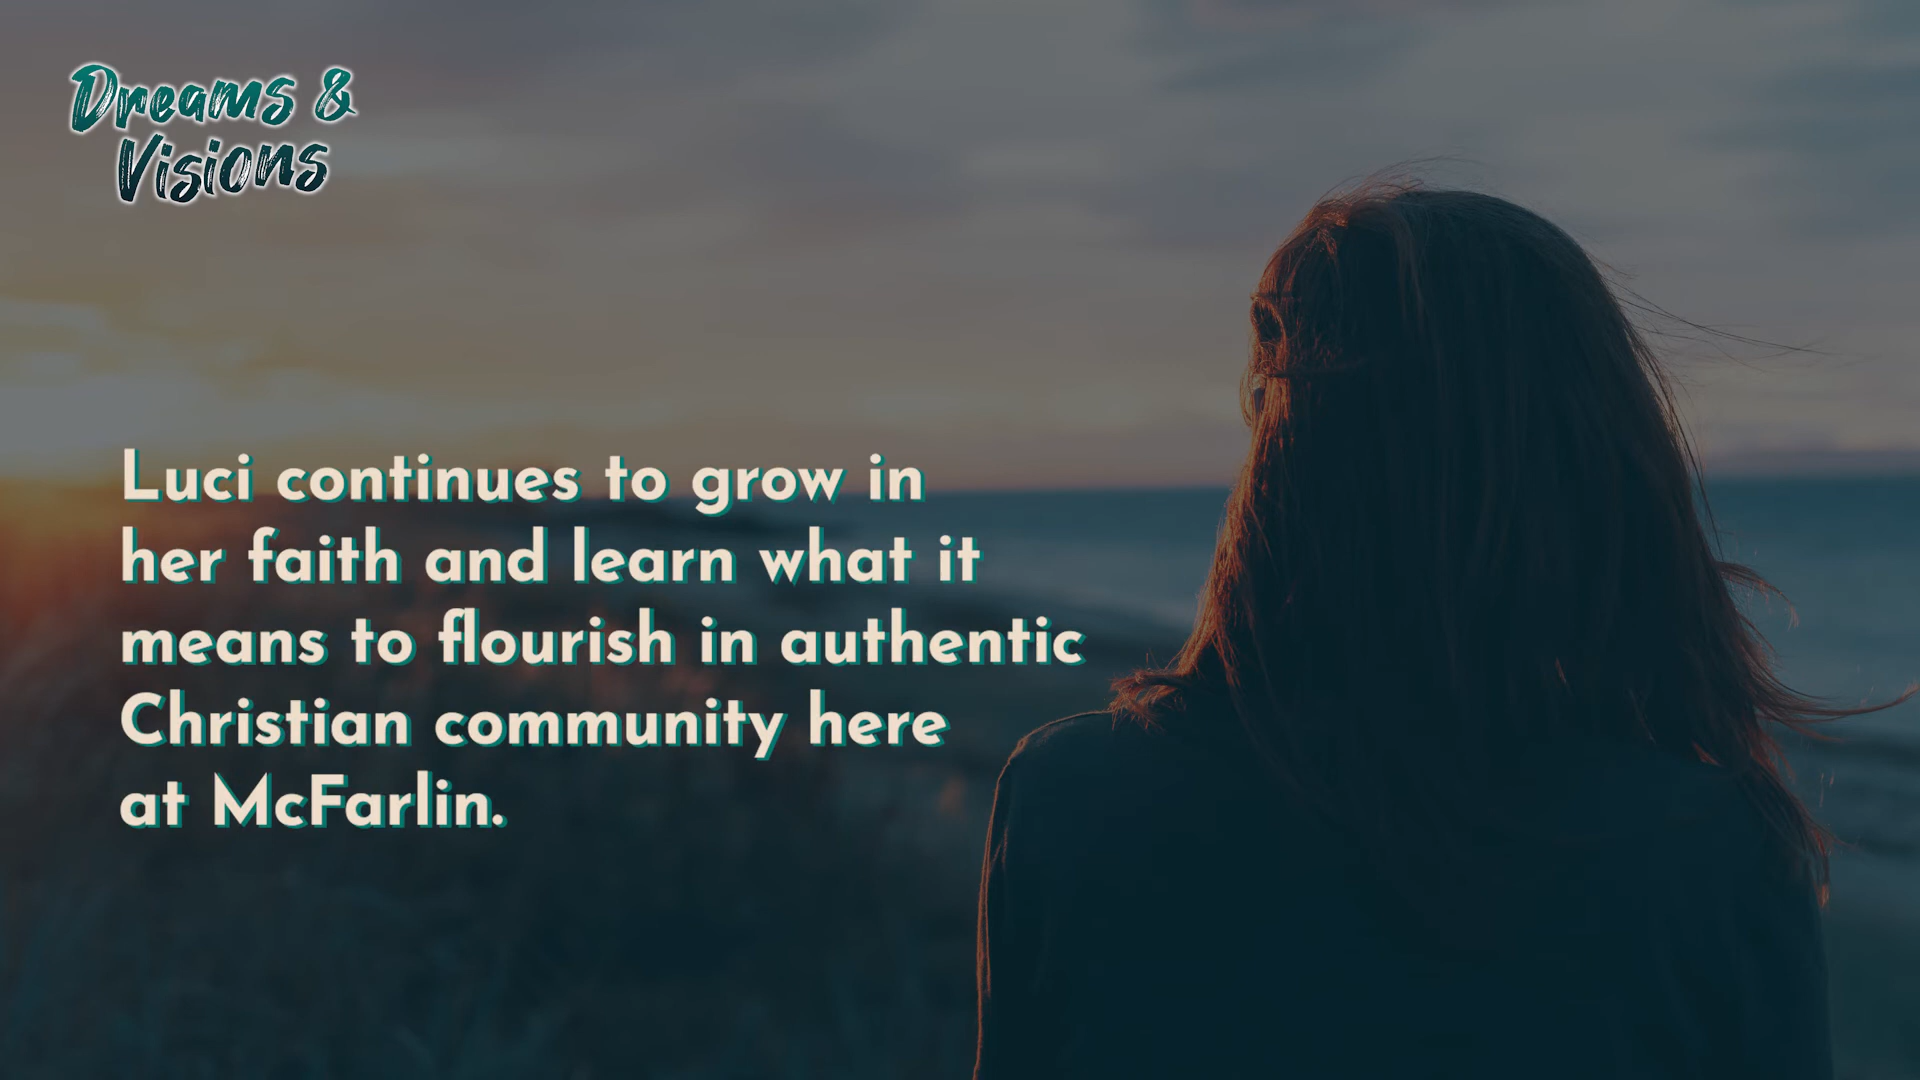 Dreams &
Visions
Luci continues to grow in
her faith and learn what it
means to flourish in authentic
Christian community here
at McFarlin.